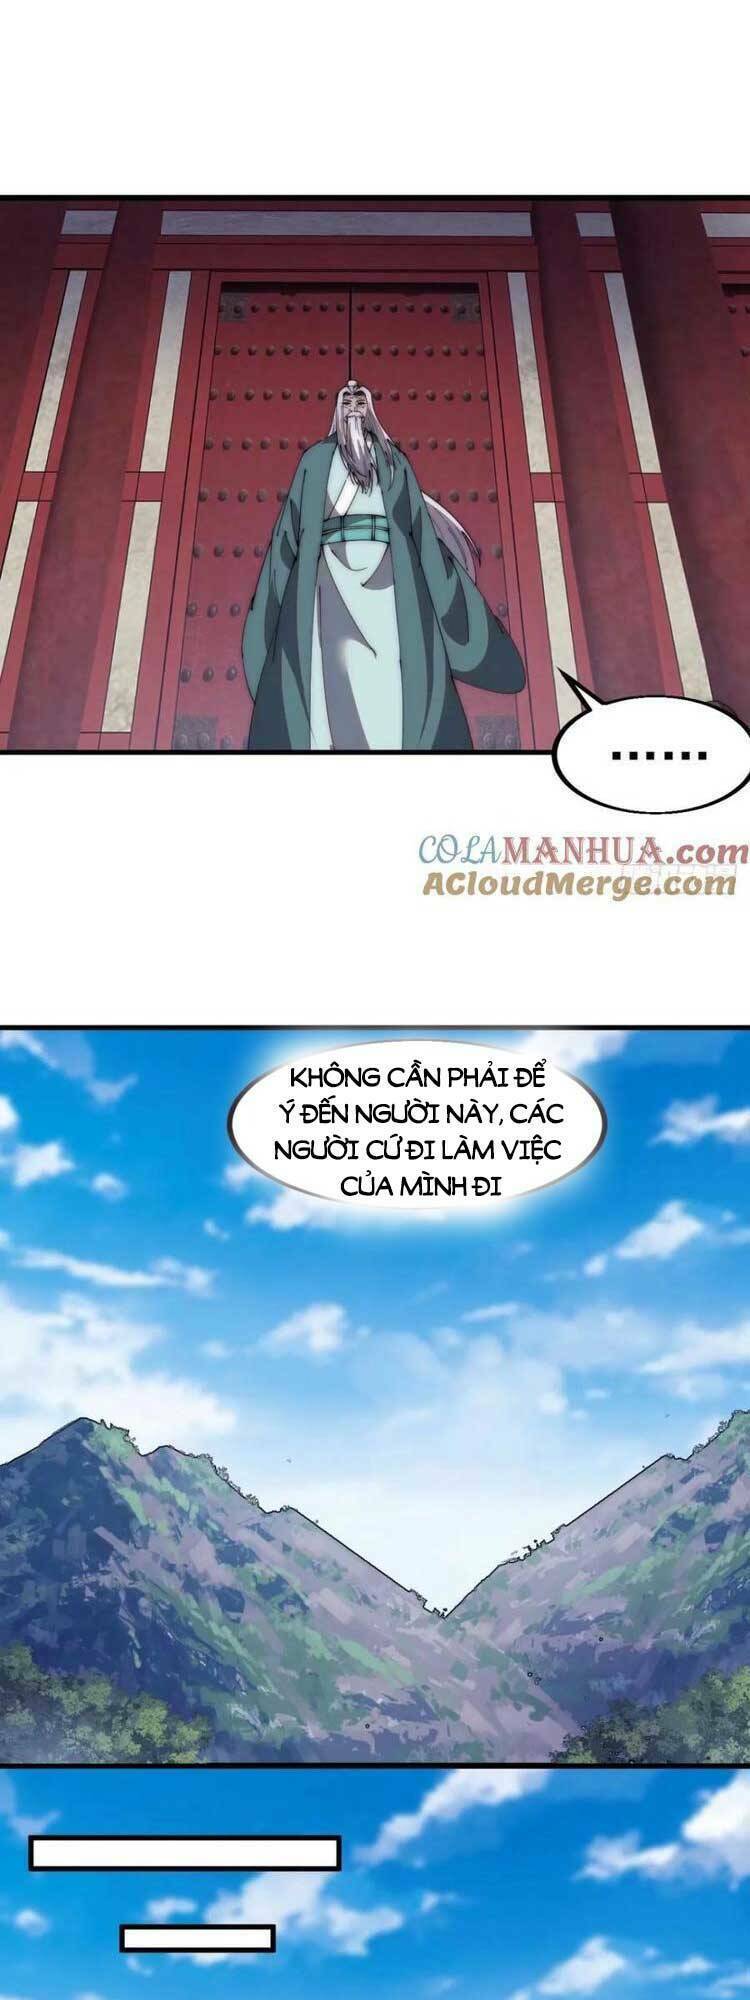 ......
COLAMANHUA.com
AcloudMerge.com
KHÔNG CẦN PHẢI ĐỂ
Ý ĐẾN NGƯỜI NÀY, CÁC
NGƯỜI CỨ ĐI LÀM VIỆC
CỦA MÌNH ĐI